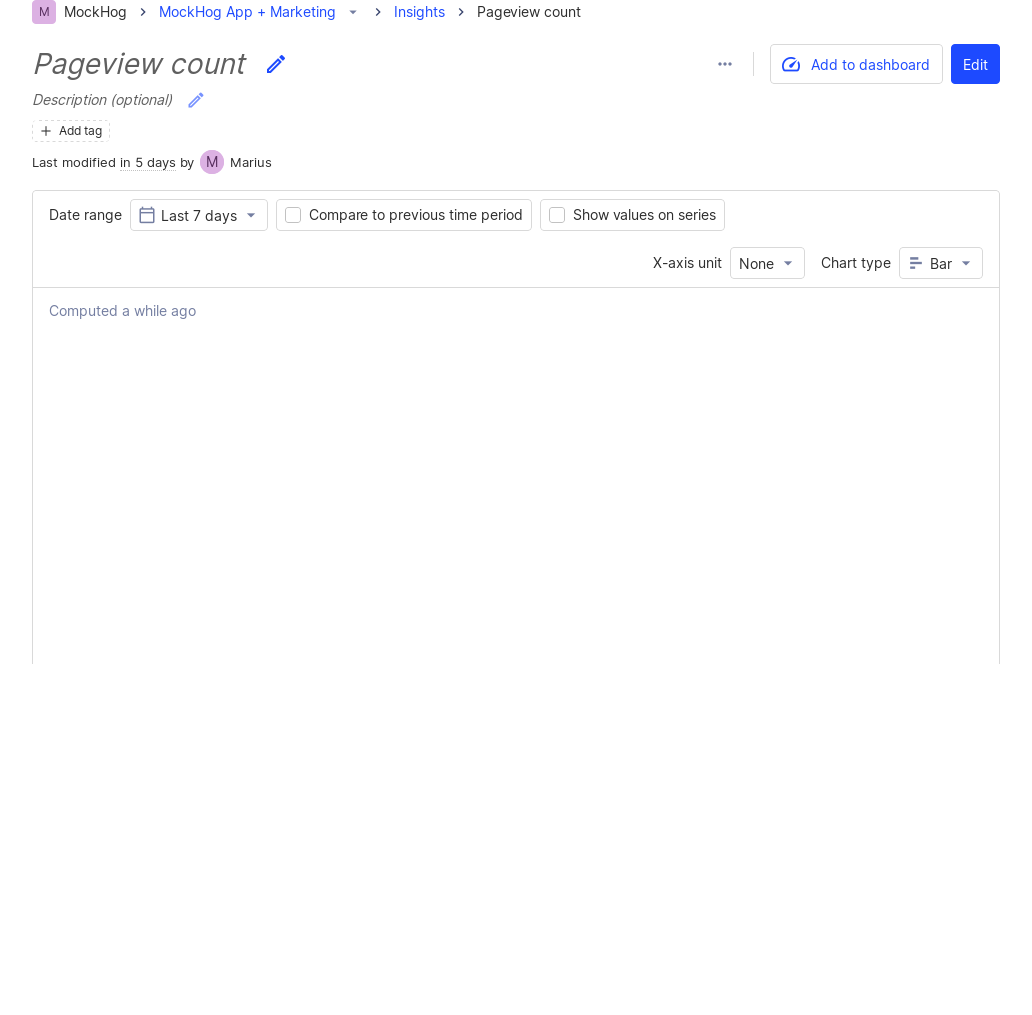 M MockHog MockHog App + Marketing Insights Pageview count
Pageview count
Add to dashboard Edit
Description (optional)
Add tag
Last modified in 5 days by M Marius
Date range Last 7 days Compare to previous time period Show values on series
X-axis unit None Chart type Bar
Computed a while ago